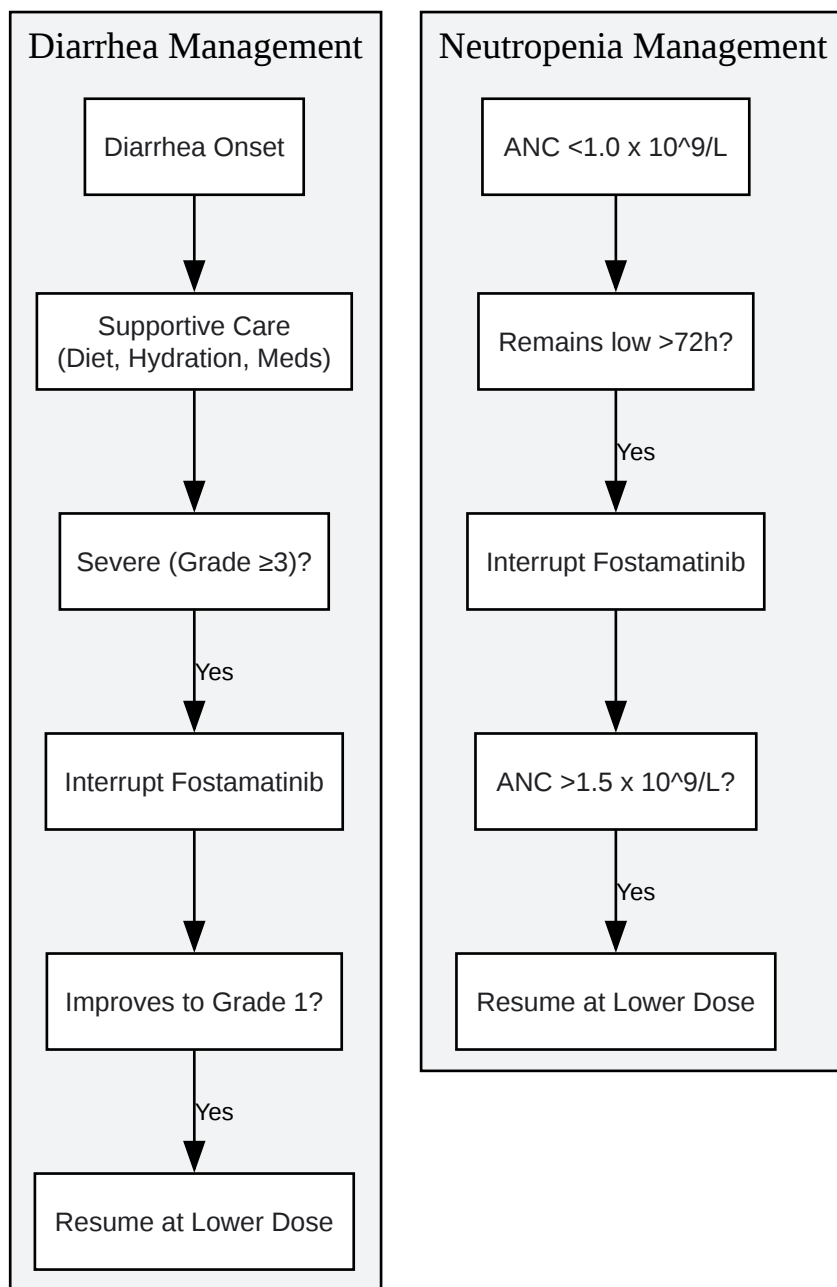 Diarrhea Management
Diarrhea Onset
Supportive Care
(Diet, Hydration, Meds)
Severe (Grade ≥3)?
Yes
Interrupt Fostamatinib
Improves to Grade 1?
Yes
Resume at Lower Dose
Neutropenia Management
ANC <1.0 x 10^9/L
Remains low >72h?
Yes
Interrupt Fostamatinib
ANC >1.5 x 10^9/L?
Yes
Resume at Lower Dose